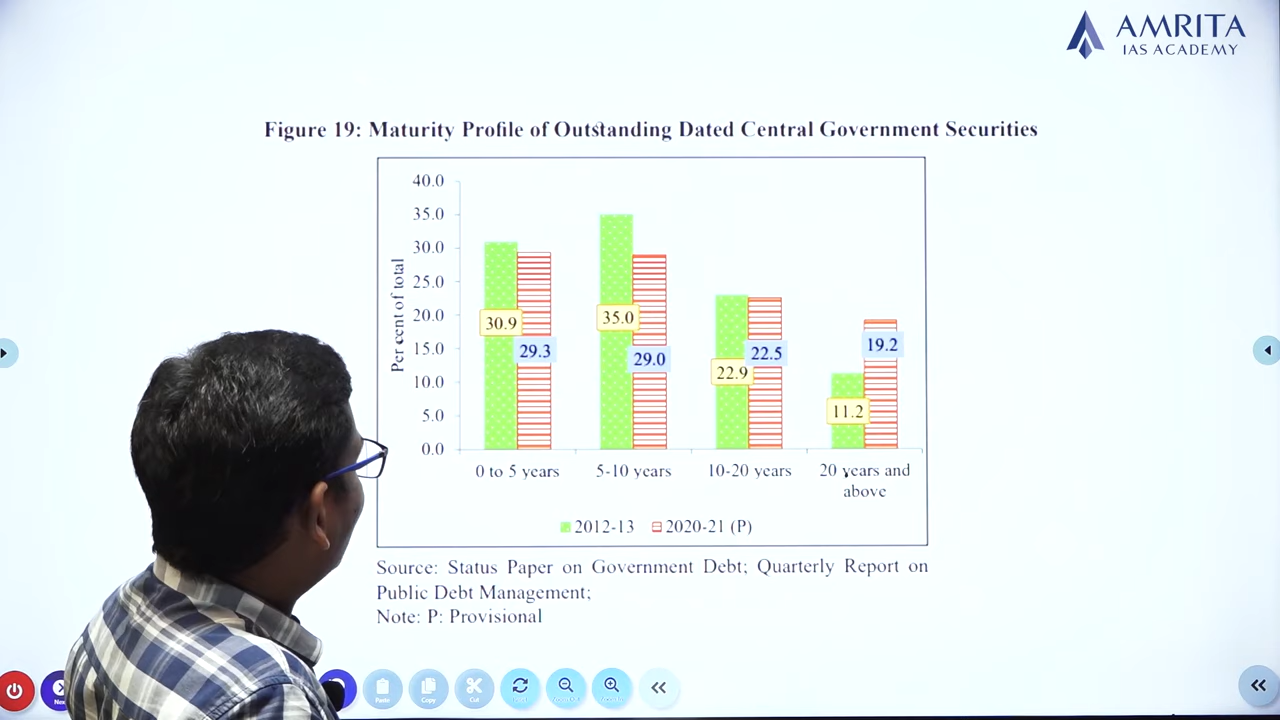 AMRITA
IAS ACADEMY
Figure 19: Maturity Profile of Outstanding Dated Central Government Securities
Per cent of total
40.0
35.0
30.0
25.0
20.0
15.0
10.0
5.0
0.0
30.9
29.3
35.0
29.0
22.9
22.5
11.2
19.2
0 to 5 years
5-10 years
10-20 years
20 years and
above
2012-13
2020-21 (P)
Source: Status Paper on Government Debt; Quarterly Report on
Public Debt Management;
Note: P: Provisional
Paste
Copy
Cut